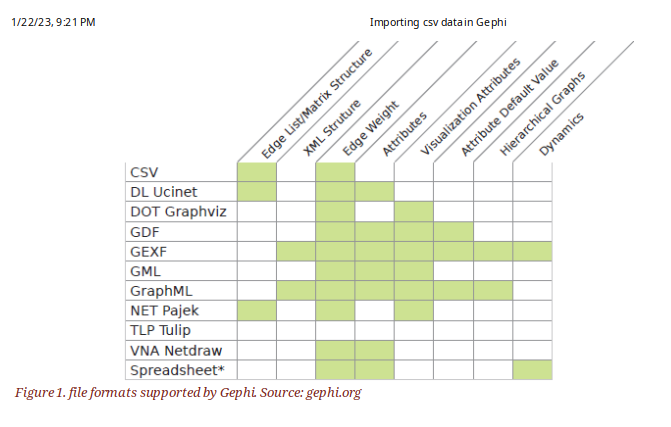 1/22/23, 9:21 PM
Importing csv data in Gephi
Edge List/Matrix Structure
XML Struture
Edge Weight
Attributes
Visualization Attributes
Attribute Default Value
Hierarchical Graphs
Dynamics
CSV
DL Ucinet
DOT Graphviz
GDF
GEXF
GML
GraphML
NET Pajek
TLP Tulip
VNA Netdraw
Spreadsheet*
Figure 1. file formats supported by Gephi. Source: gephi.org